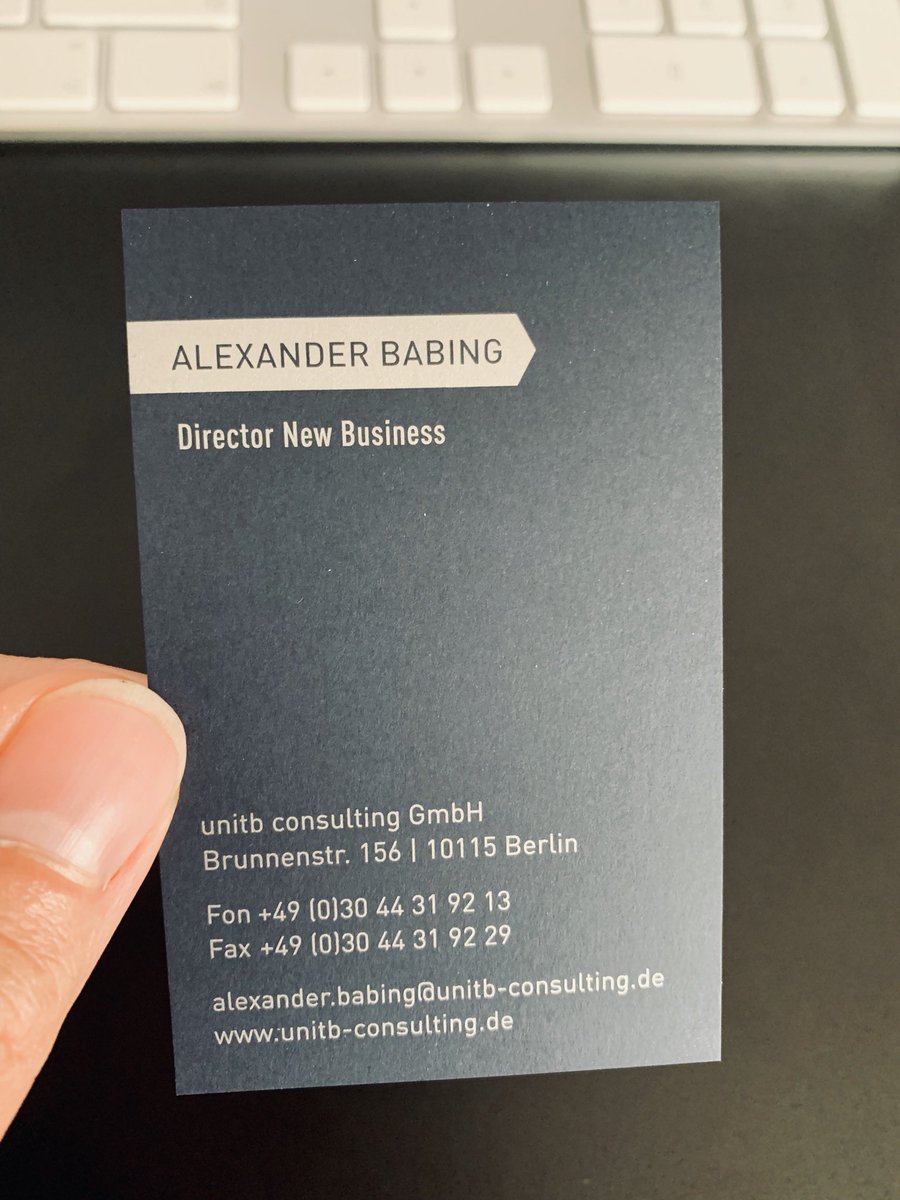 ALEXANDER BABING
Director New Business
unitb consulting GmbH
Brunnenstr. 156 | 10115 Berlin
Fon +49 (0)30 44 31 92 13
Fax +49 (0)30 44 31 92 29
alexander.babing@unitb-consulting.de
www.unitb-consulting.de